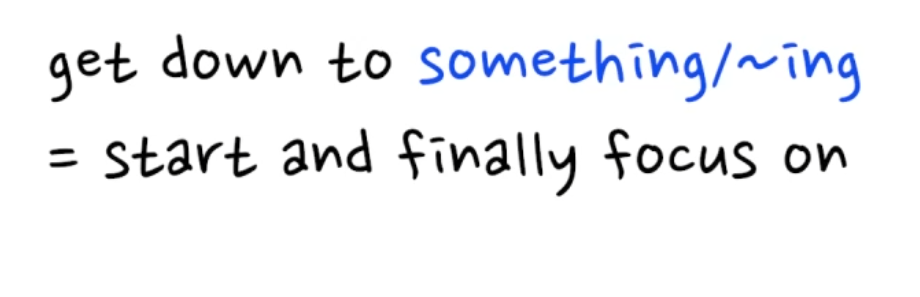 get down to something/~ing
= start and finally focus on